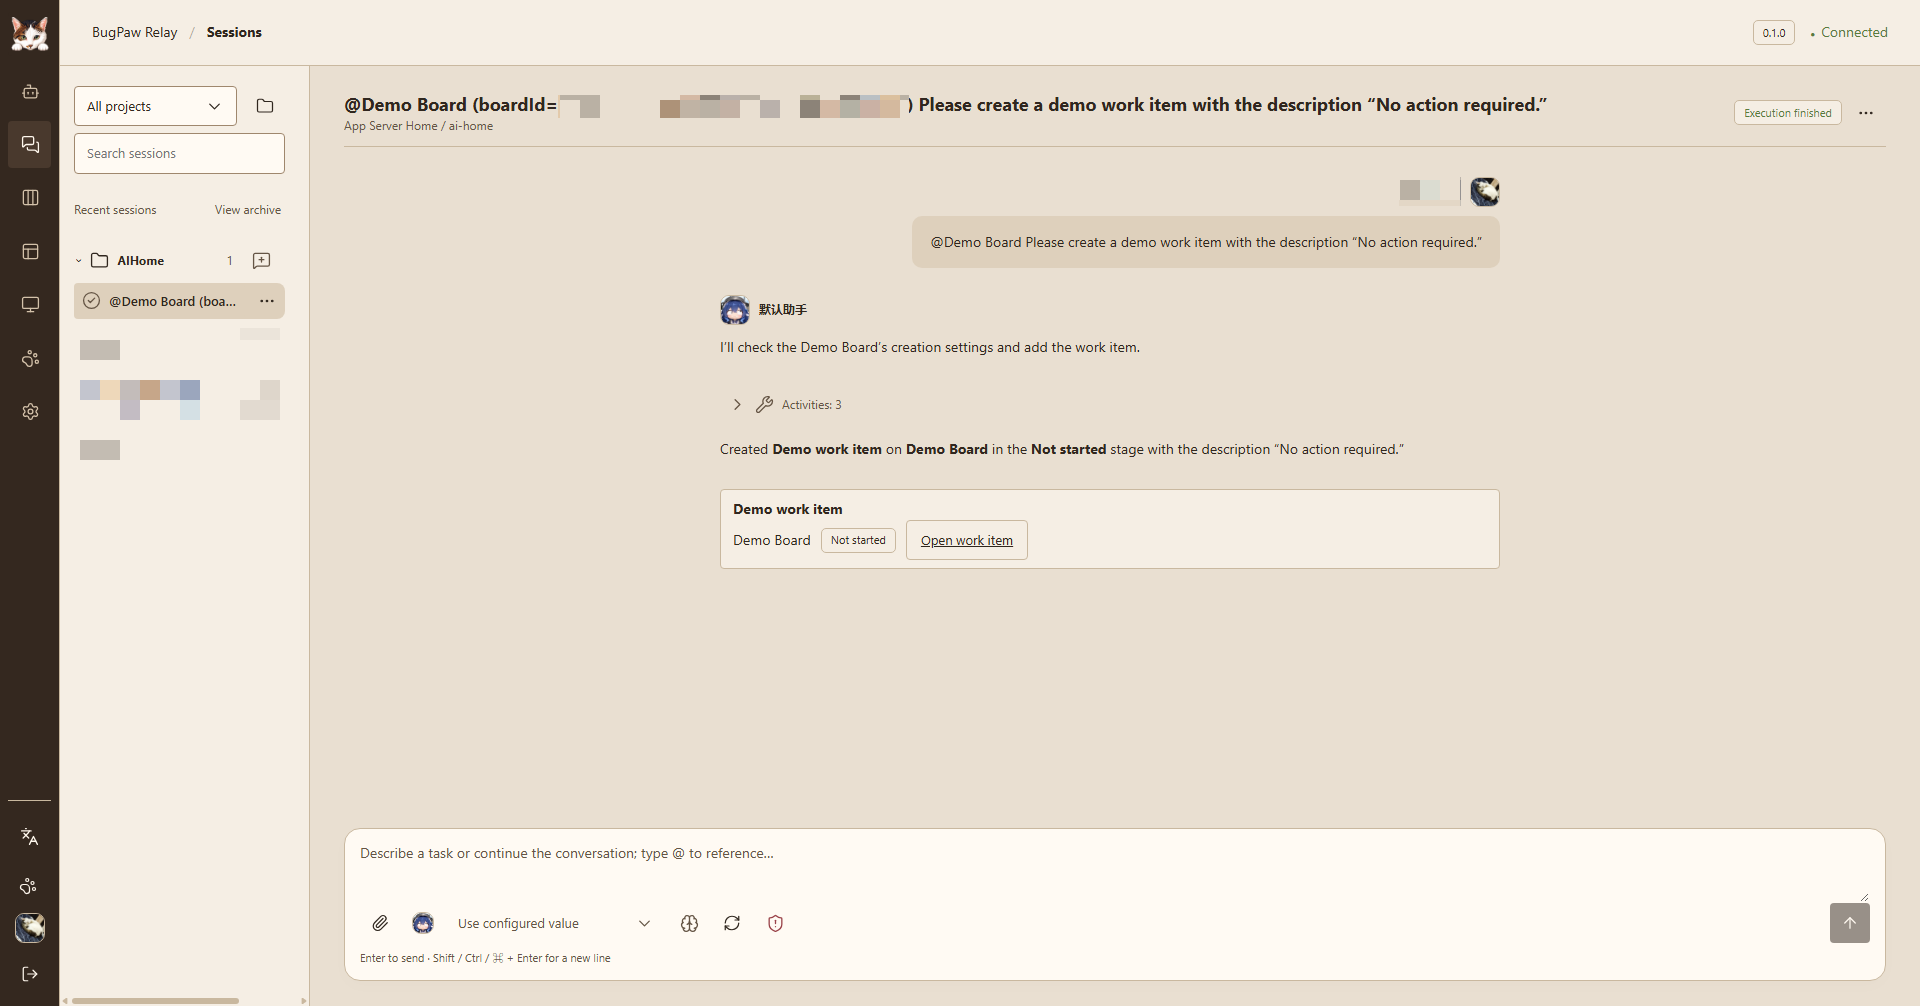 BugPaw Relay / Sessions
0.1.0
Connected
All projects
Search sessions
Recent sessions
View archive
AIHome 1
@Demo Board (boa...
@Demo Board (boardId= ) Please create a demo work item with the description “No action required.”
App Server Home / ai-home
Execution finished
@Demo Board Please create a demo work item with the description “No action required.”
默认助手
I’ll check the Demo Board’s creation settings and add the work item.
Activities: 3
Created Demo work item on Demo Board in the Not started stage with the description “No action required.”
Demo work item
Demo Board Not started Open work item
Describe a task or continue the conversation; type @ to reference...
Use configured value
Enter to send · Shift / Ctrl / ⌘ + Enter for a new line